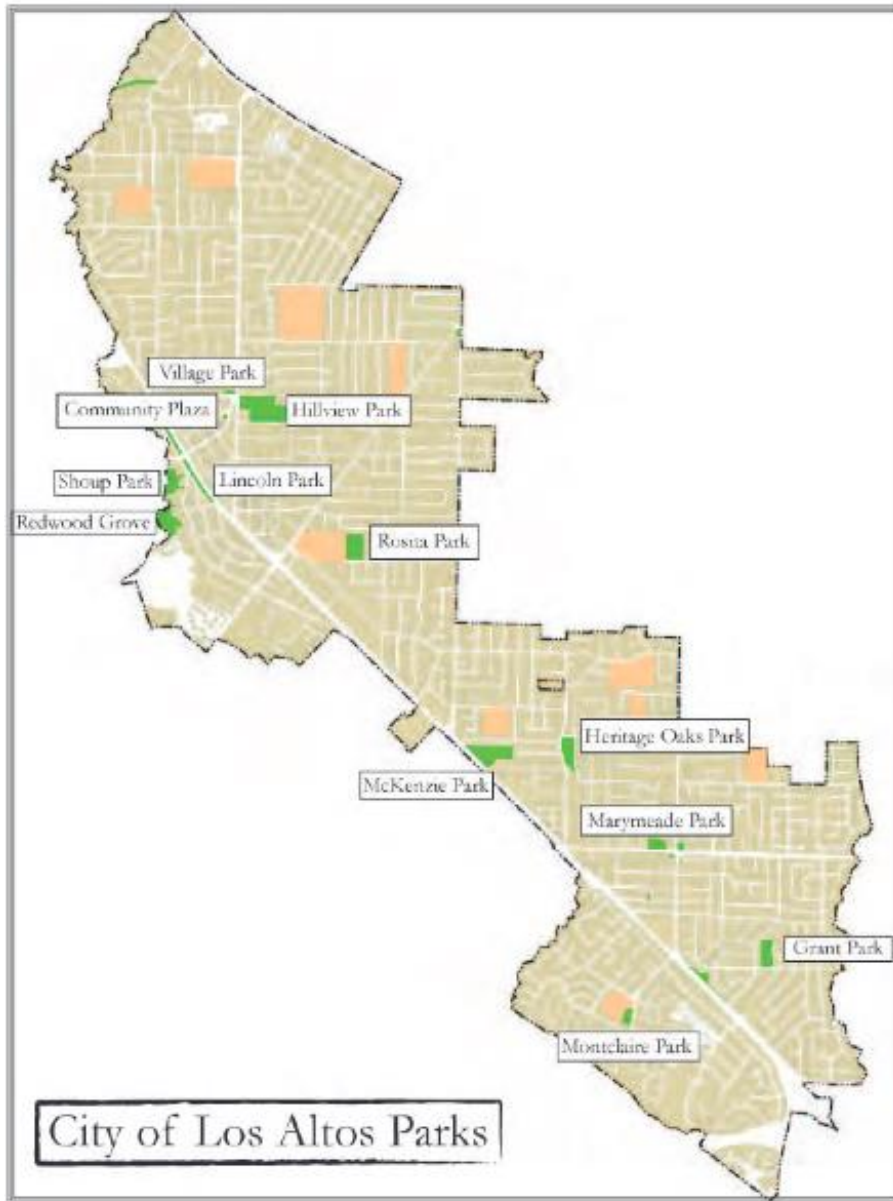 Village Park
Community Plaza
Hillview Park
Shoup Park
Lincoln Park
Redwood Grove
Rosita Park
Heritage Oaks Park
McKenzie Park
Marymeade Park
Grant Park
Montclaire Park
City of Los Altos Parks